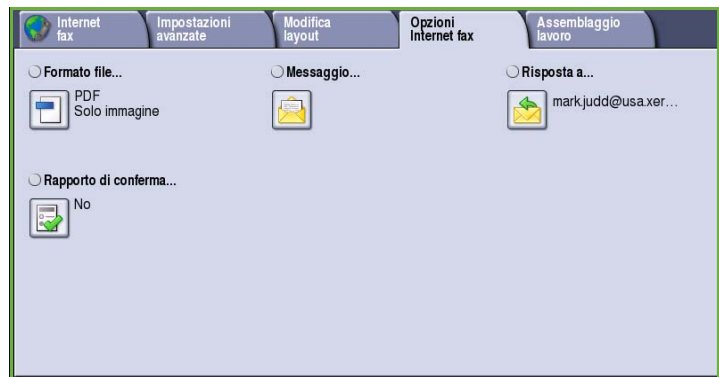 Internet fax
Impostazioni avanzate
Modifica layout
Opzioni Internet fax
Assemblaggio lavoro
Formato file...
PDF
Solo immagine
Messaggio...
Risposta a...
mark.judd@usa.xer...
Rapporto di conferma...
No